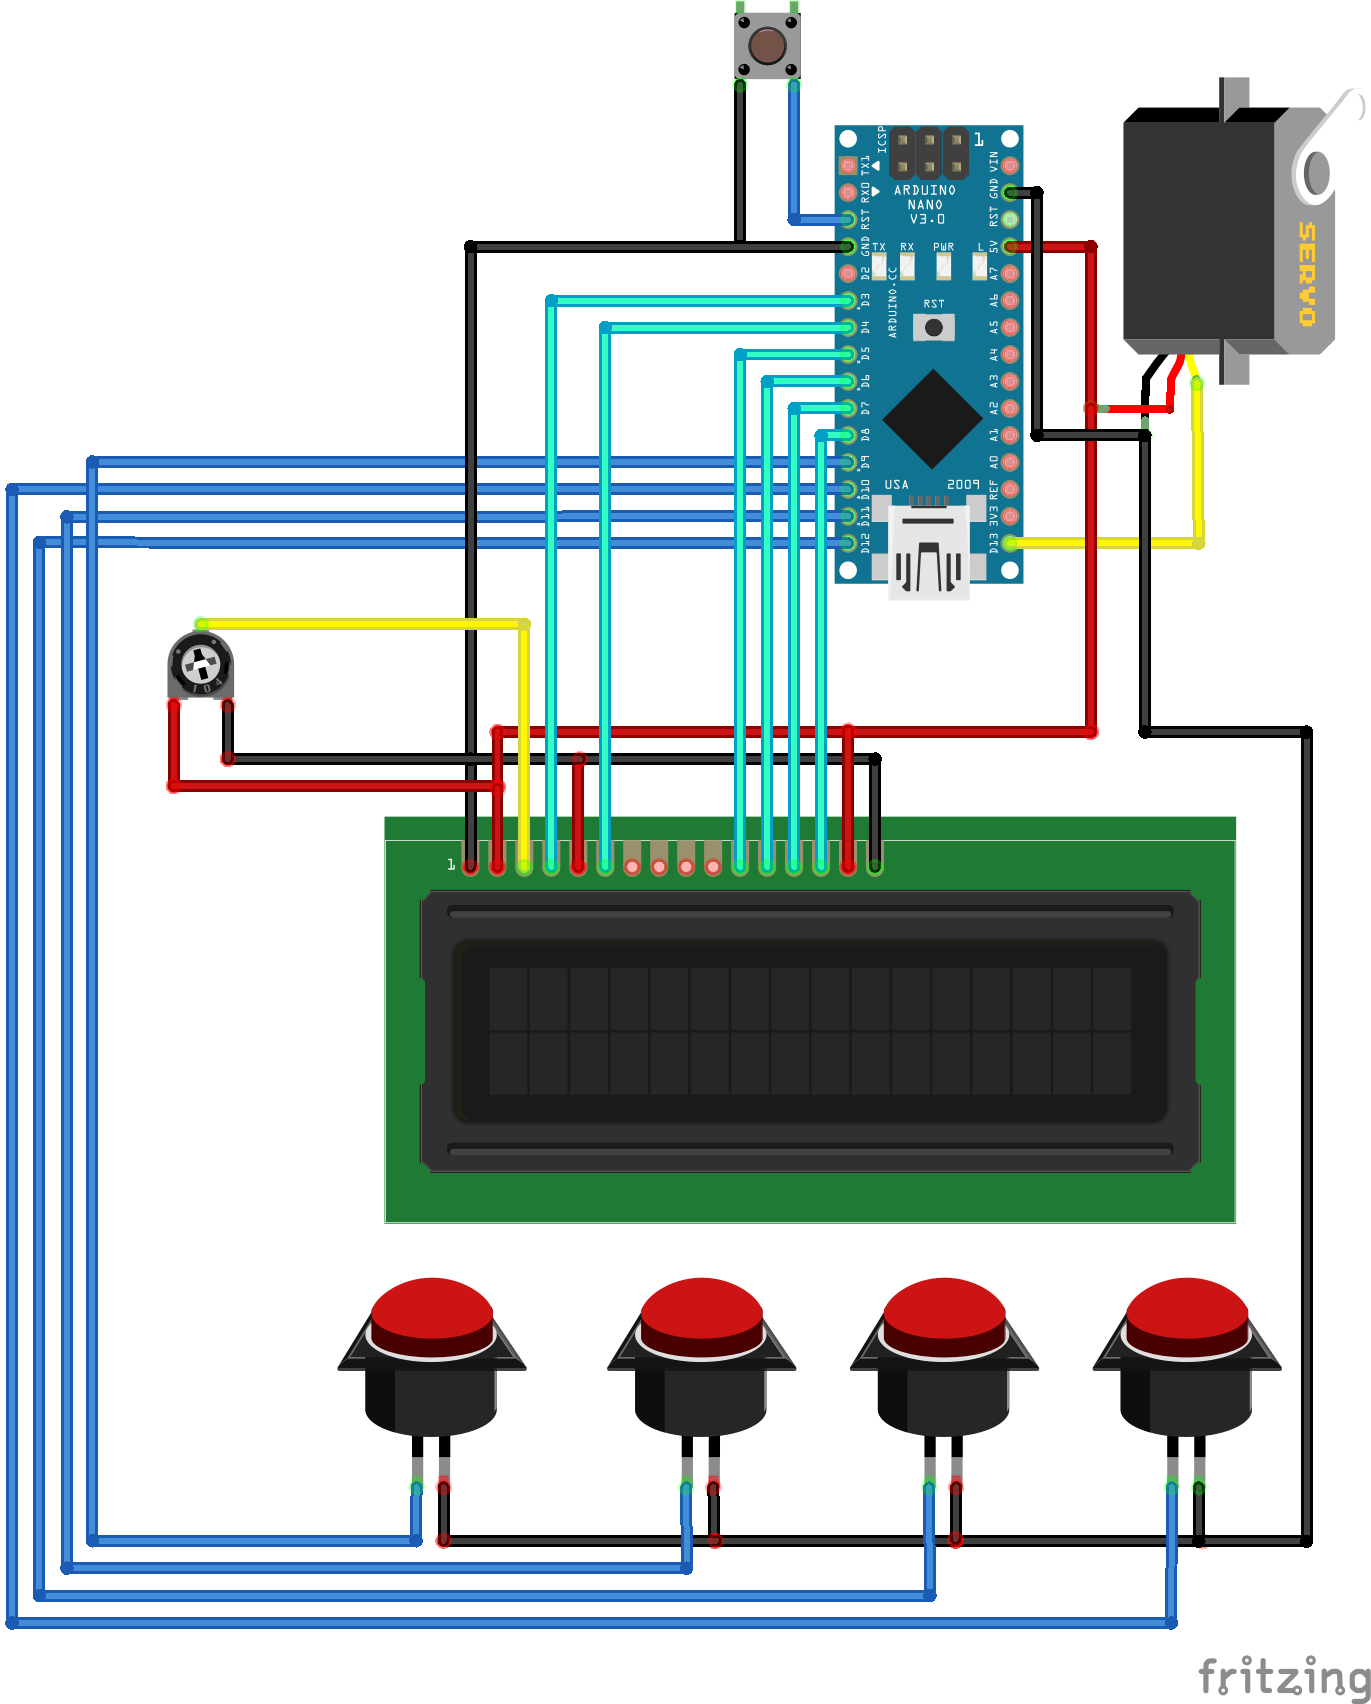 ICSP
1
TX1
RX0
RST
GND
D2
D3
D4
D5
D6
D7
D8
D9
D10
D11
D12
ARDUINO
NANO
V3.0
TX
RX
PWR
L
ARDUINO.CC
RST
USA
2009
VIN
GND
RST
5V
A7
A6
A5
A4
A3
A2
A1
A0
REF
3V3
D13
SERVO
104
1
fritzing